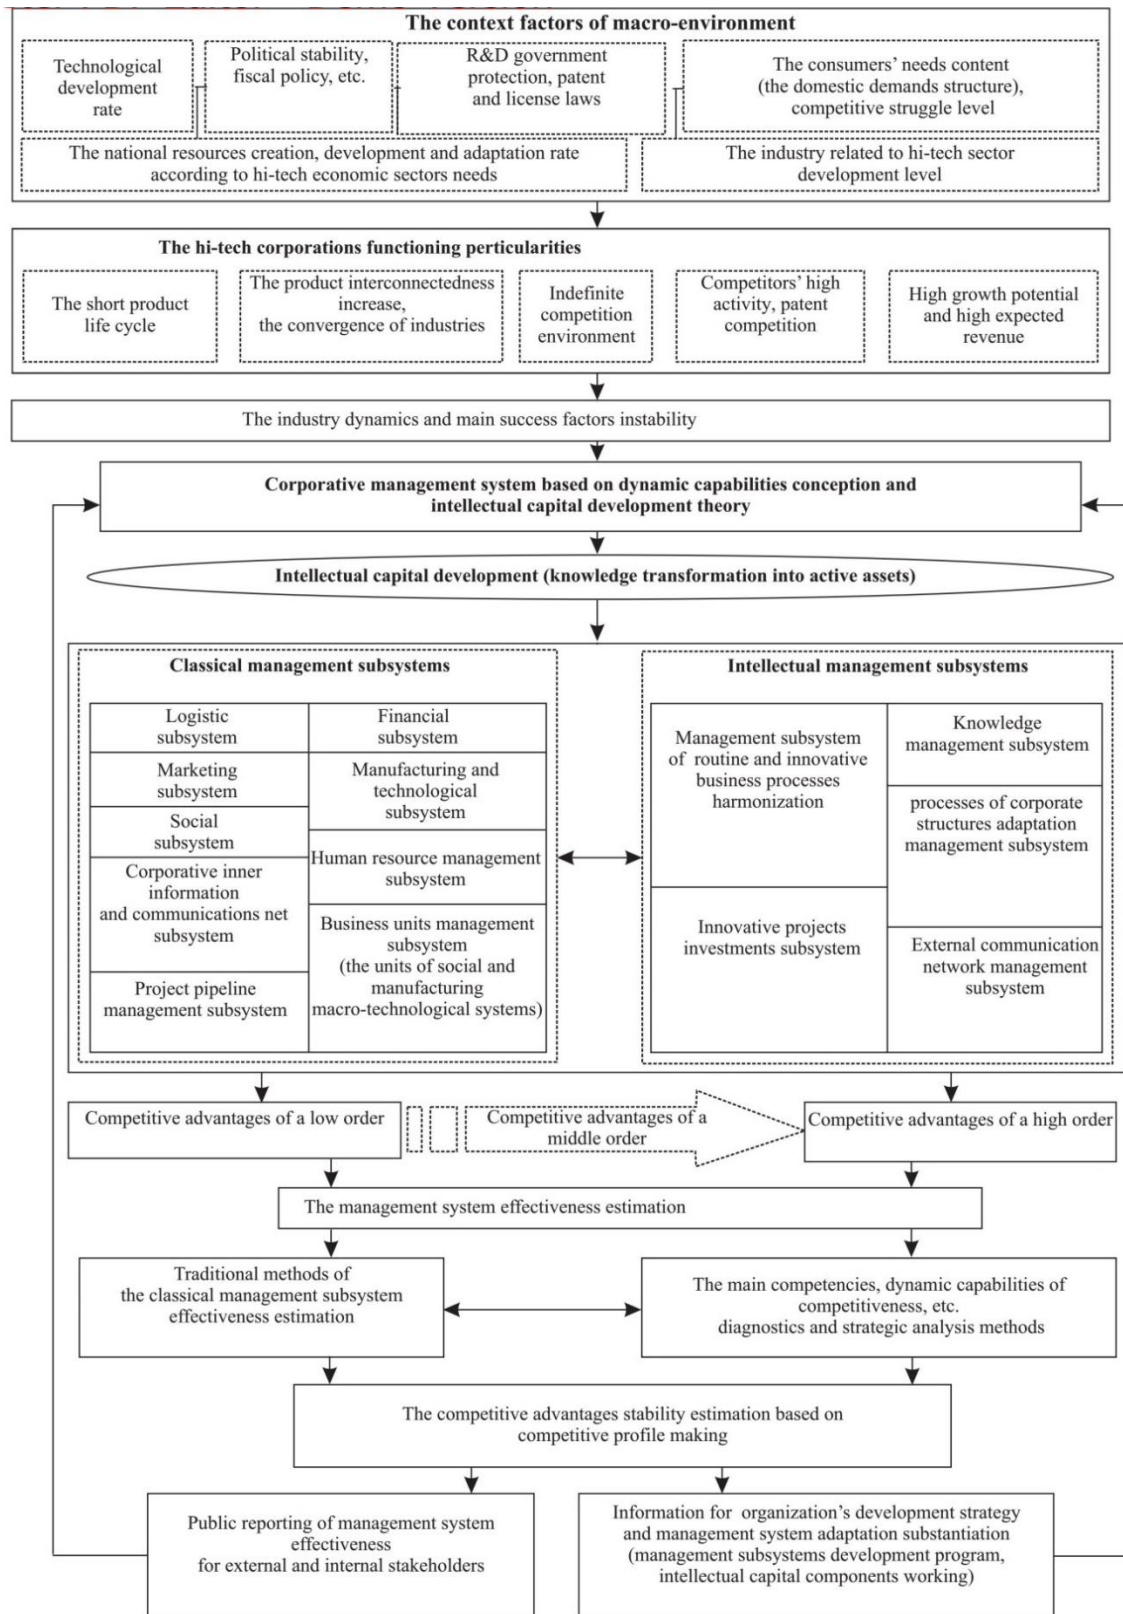 The context factors of macro-environment
Technological
development
rate
Political stability,
fiscal policy, etc.
R&D government
protection, patent
and license laws
The consumers’ needs content
(the domestic demands structure),
competitive struggle level
The national resources creation, development and adaptation rate
according to hi-tech economic sectors needs
The industry related to hi-tech sector
development level
The hi-tech corporations functioning perticularities
The short product
life cycle
The product interconnectedness
increase,
the convergence of industries
Indefinite
competition
environment
Competitors’ high
activity, patent
competition
High growth potential
and high expected
revenue
The industry dynamics and main success factors instability
Corporative management system based on dynamic capabilities conception and
intellectual capital development theory
Intellectual capital development (knowledge transformation into active assets)
Classical management subsystems
Logistic
subsystem
Marketing
subsystem
Social
subsystem
Corporative inner
information
and communications net
subsystem
Project pipeline
management subsystem
Financial
subsystem
Manufacturing and
technological
subsystem
Human resource management
subsystem
Business units management
subsystem
(the units of social and
manufacturing
macro-technological systems)
Intellectual management subsystems
Management subsystem
of routine and innovative
business processes
harmonization
Innovative projects
investments subsystem
Knowledge
management subsystem
processes of corporate
structures adaptation
management subsystem
External communication
network management
subsystem
Competitive advantages of a low order
Competitive advantages of a
middle order
Competitive advantages of a high order
The management system effectiveness estimation
Traditional methods of
the classical management subsystem
effectiveness estimation
The main competencies, dynamic capabilities of
competitiveness, etc.
diagnostics and strategic analysis methods
The competitive advantages stability estimation based on
competitive profile making
Public reporting of management system
effectiveness
for external and internal stakeholders
Information for organization’s development strategy
and management system adaptation substantiation
(management subsystems development program,
intellectual capital components working)